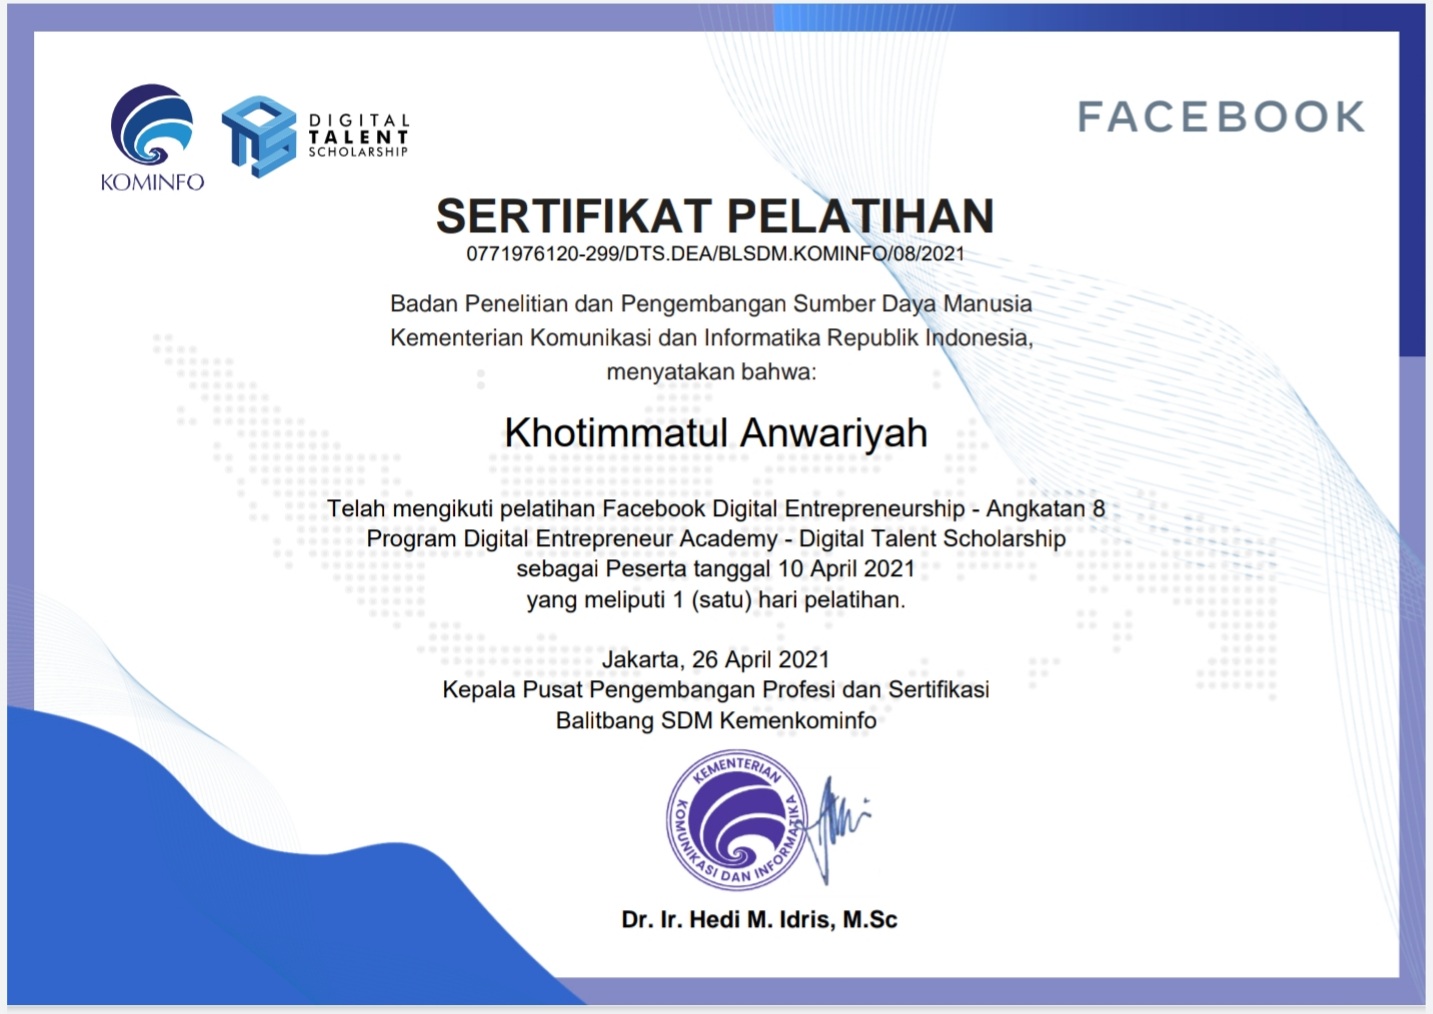 KOMINFO
DIGITAL
TALENT
SCHOLARSHIP
FACEBOOK
SERTIFIKAT PELATIHAN
0771976120-299/DTS.DEA/BLSDM.KOMINFO/08/2021
Badan Penelitian dan Pengembangan Sumber Daya Manusia
Kementerian Komunikasi dan Informatika Republik Indonesia,
menyatakan bahwa:
Khotimmatul Anwariyah
Telah mengikuti pelatihan Facebook Digital Entrepreneurship - Angkatan 8
Program Digital Entrepreneur Academy - Digital Talent Scholarship
sebagai Peserta tanggal 10 April 2021
yang meliputi 1 (satu) hari pelatihan.
Jakarta, 26 April 2021
Kepala Pusat Pengembangan Profesi dan Sertifikasi
Balitbang SDM Kemenkominfo
KEMENTERIAN
KOMUNIKASI DAN INFORMATIKA
Dr. Ir. Hedi M. Idris, M.Sc